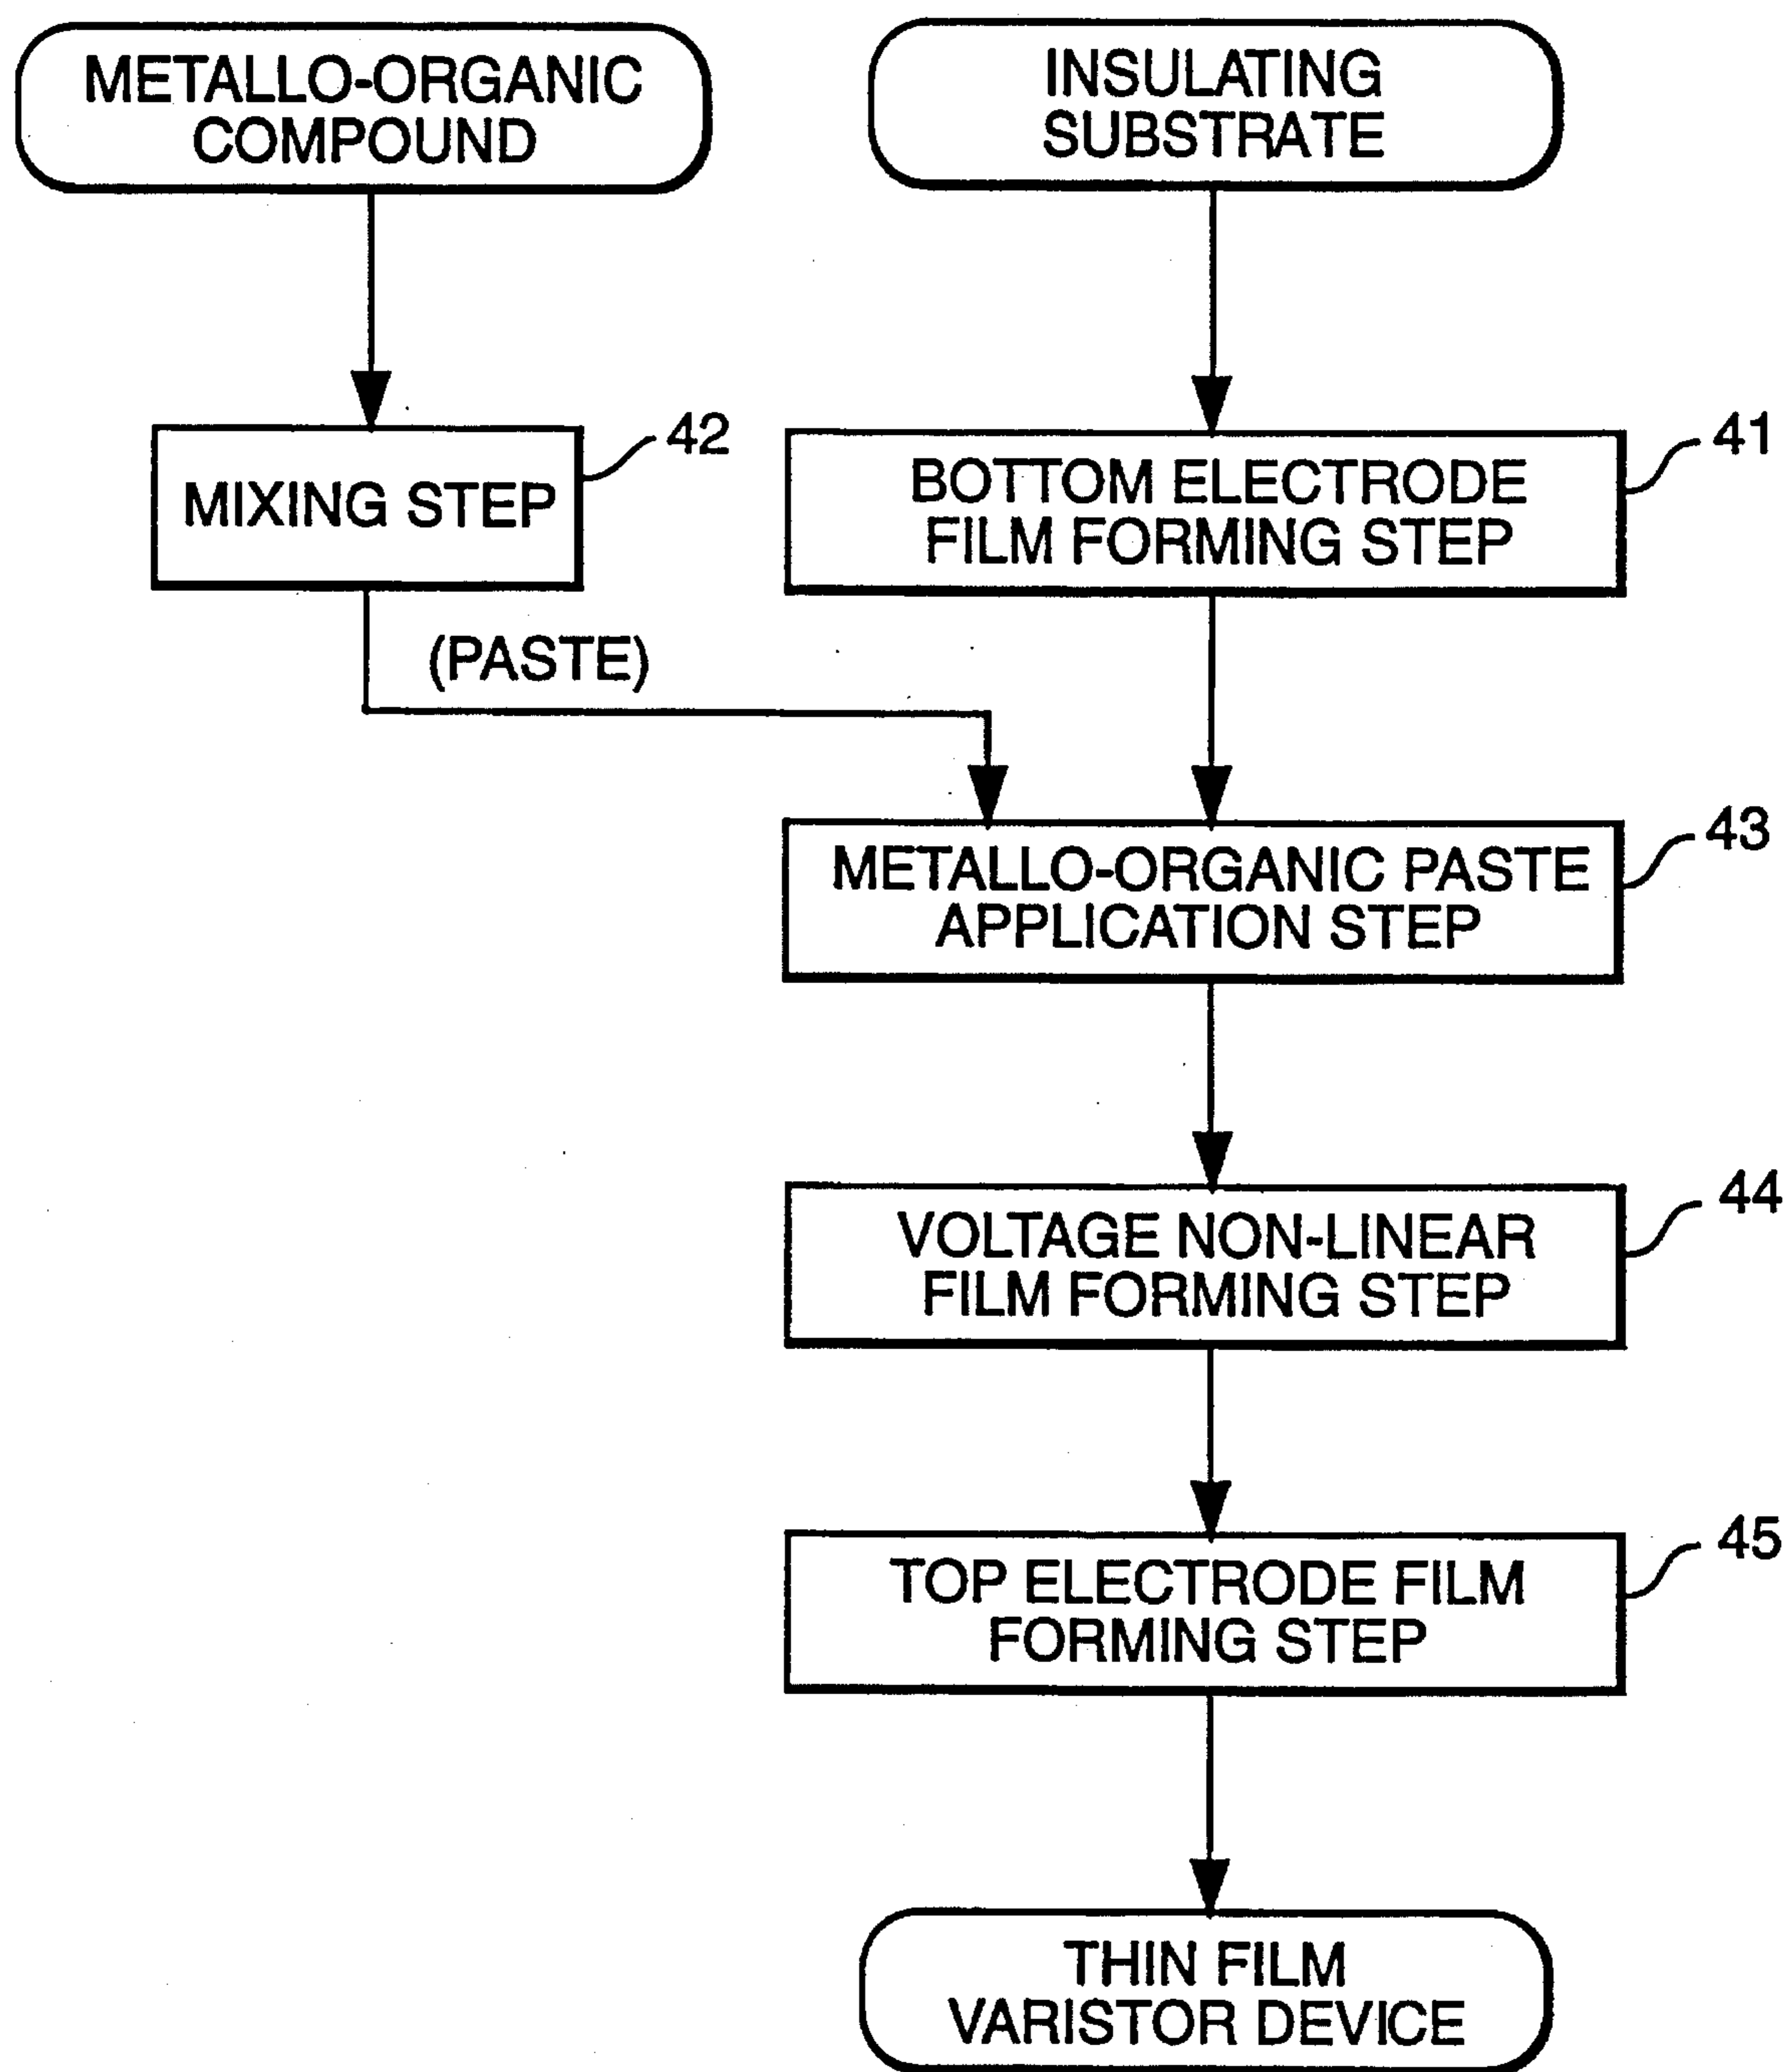 METALLO-ORGANIC
COMPOUND
INSULATING
SUBSTRATE
MIXING STEP
42
BOTTOM ELECTRODE
FILM FORMING STEP
41
(PASTE)
METALLO-ORGANIC PASTE
APPLICATION STEP
43
VOLTAGE NON-LINEAR
FILM FORMING STEP
44
TOP ELECTRODE FILM
FORMING STEP
45
THIN FILM
VARISTOR DEVICE